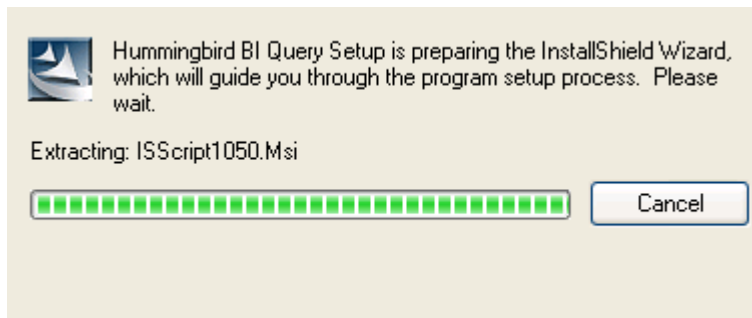 Hummingbird BI Query Setup is preparing the InstallShield Wizard,
which will guide you through the program setup process.  Please
wait.
Extracting: ISScript1050.Msi
Cancel